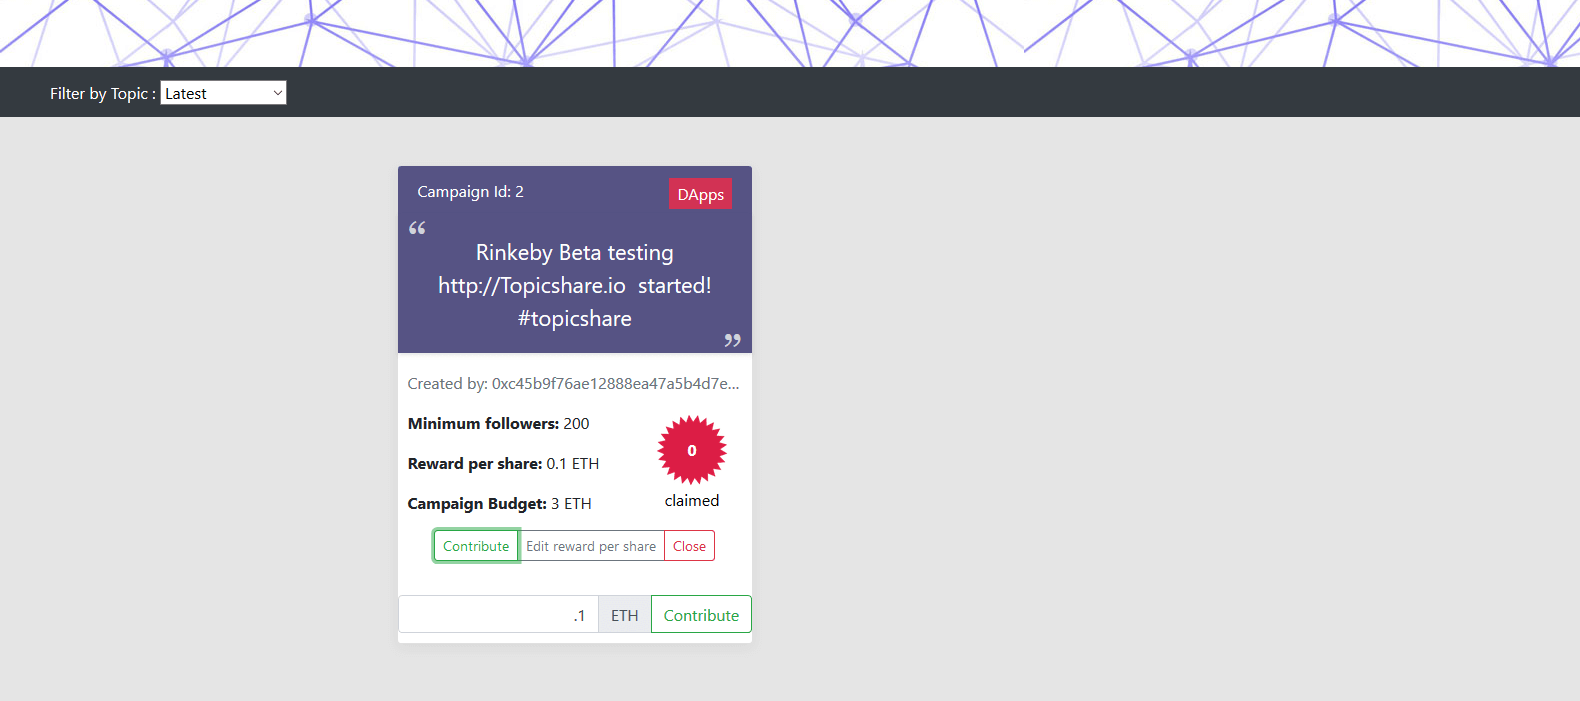 Filter by Topic : Latest
Campaign Id: 2
DApps
“
Rinkeby Beta testing
http://Topicshare.io  started!
#topicshare
”
Created by: 0xc45b9f76ae12888ea47a5b4d7e...
Minimum followers: 200
0
Reward per share: 0.1 ETH
claimed
Campaign Budget: 3 ETH
Contribute Edit reward per share Close
.1 ETH Contribute